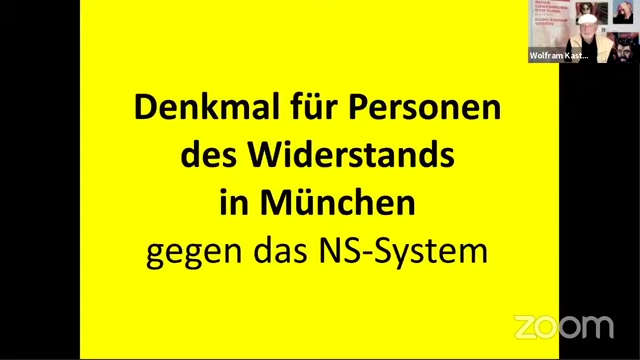 Denkmal für Personen
des Widerstands
in München
gegen das NS-System
Wolfram Kast...
zoom